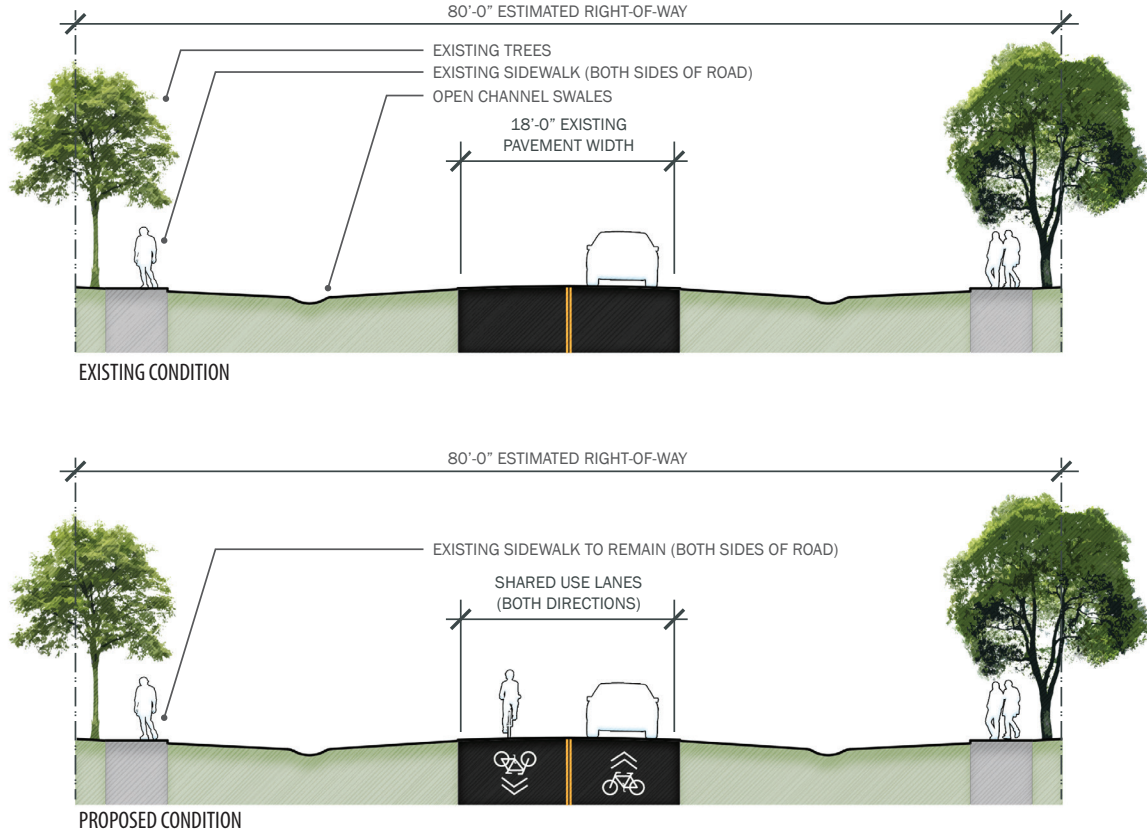 80’-0” ESTIMATED RIGHT-OF-WAY
EXISTING TREES
EXISTING SIDEWALK (BOTH SIDES OF ROAD)
OPEN CHANNEL SWALES
18’-0” EXISTING
PAVEMENT WIDTH
EXISTING CONDITION
80’-0” ESTIMATED RIGHT-OF-WAY
EXISTING SIDEWALK TO REMAIN (BOTH SIDES OF ROAD)
SHARED USE LANES
(BOTH DIRECTIONS)
PROPOSED CONDITION